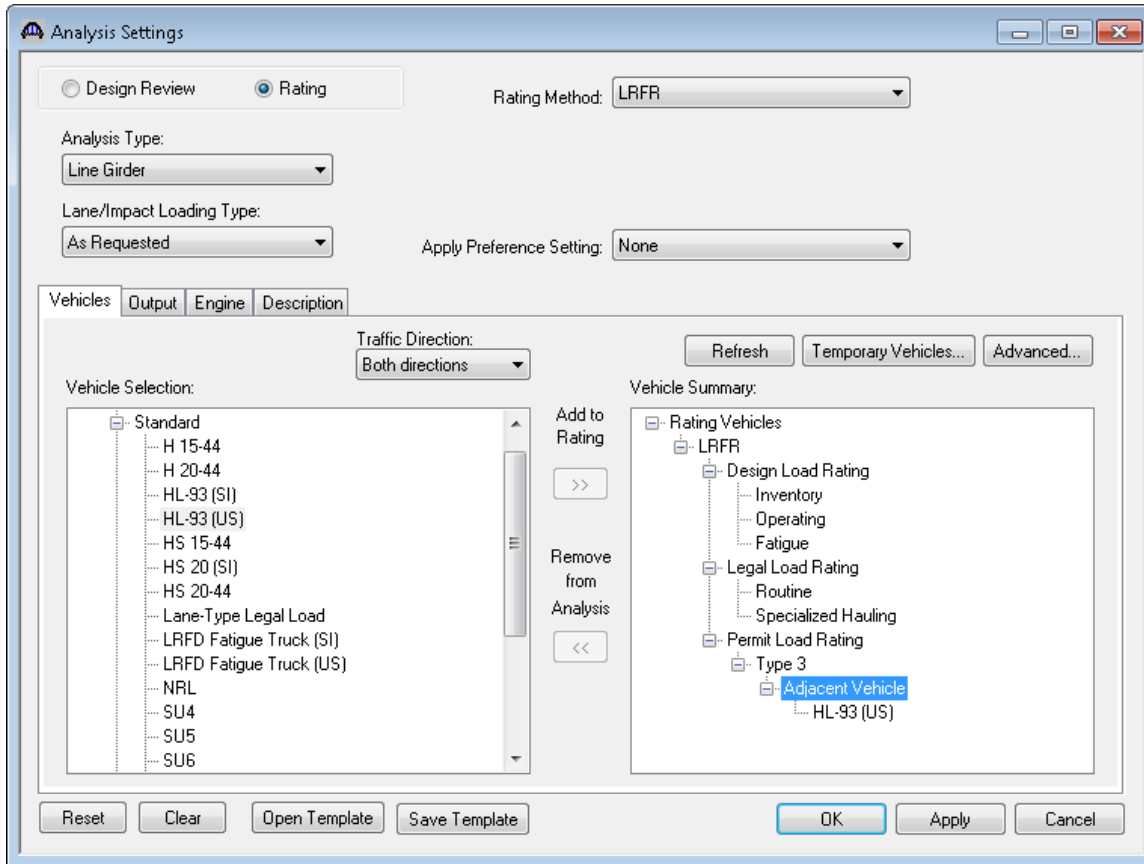 Analysis Settings
Design Review
Rating
Rating Method:
LRFR
Analysis Type:
Line Girder
Lane/Impact Loading Type:
As Requested
Apply Preference Setting:
None
Vehicles
Output
Engine
Description
Traffic Direction:
Both directions
Refresh
Temporary Vehicles...
Advanced...
Vehicle Selection:
Standard
H 15-44
H 20-44
HL-93 (SI)
HL-93 (US)
HS 15-44
HS 20 (SI)
HS 20-44
Lane-Type Legal Load
LRFD Fatigue Truck (SI)
LRFD Fatigue Truck (US)
NRL
SU4
SU5
SU6
Add to
Rating
>>
Remove
from
Analysis
<<
Vehicle Summary:
Rating Vehicles
LRFR
Design Load Rating
Inventory
Operating
Fatigue
Legal Load Rating
Routine
Specialized Hauling
Permit Load Rating
Type 3
Adjacent Vehicle
HL-93 (US)
Reset
Clear
Open Template
Save Template
OK
Apply
Cancel